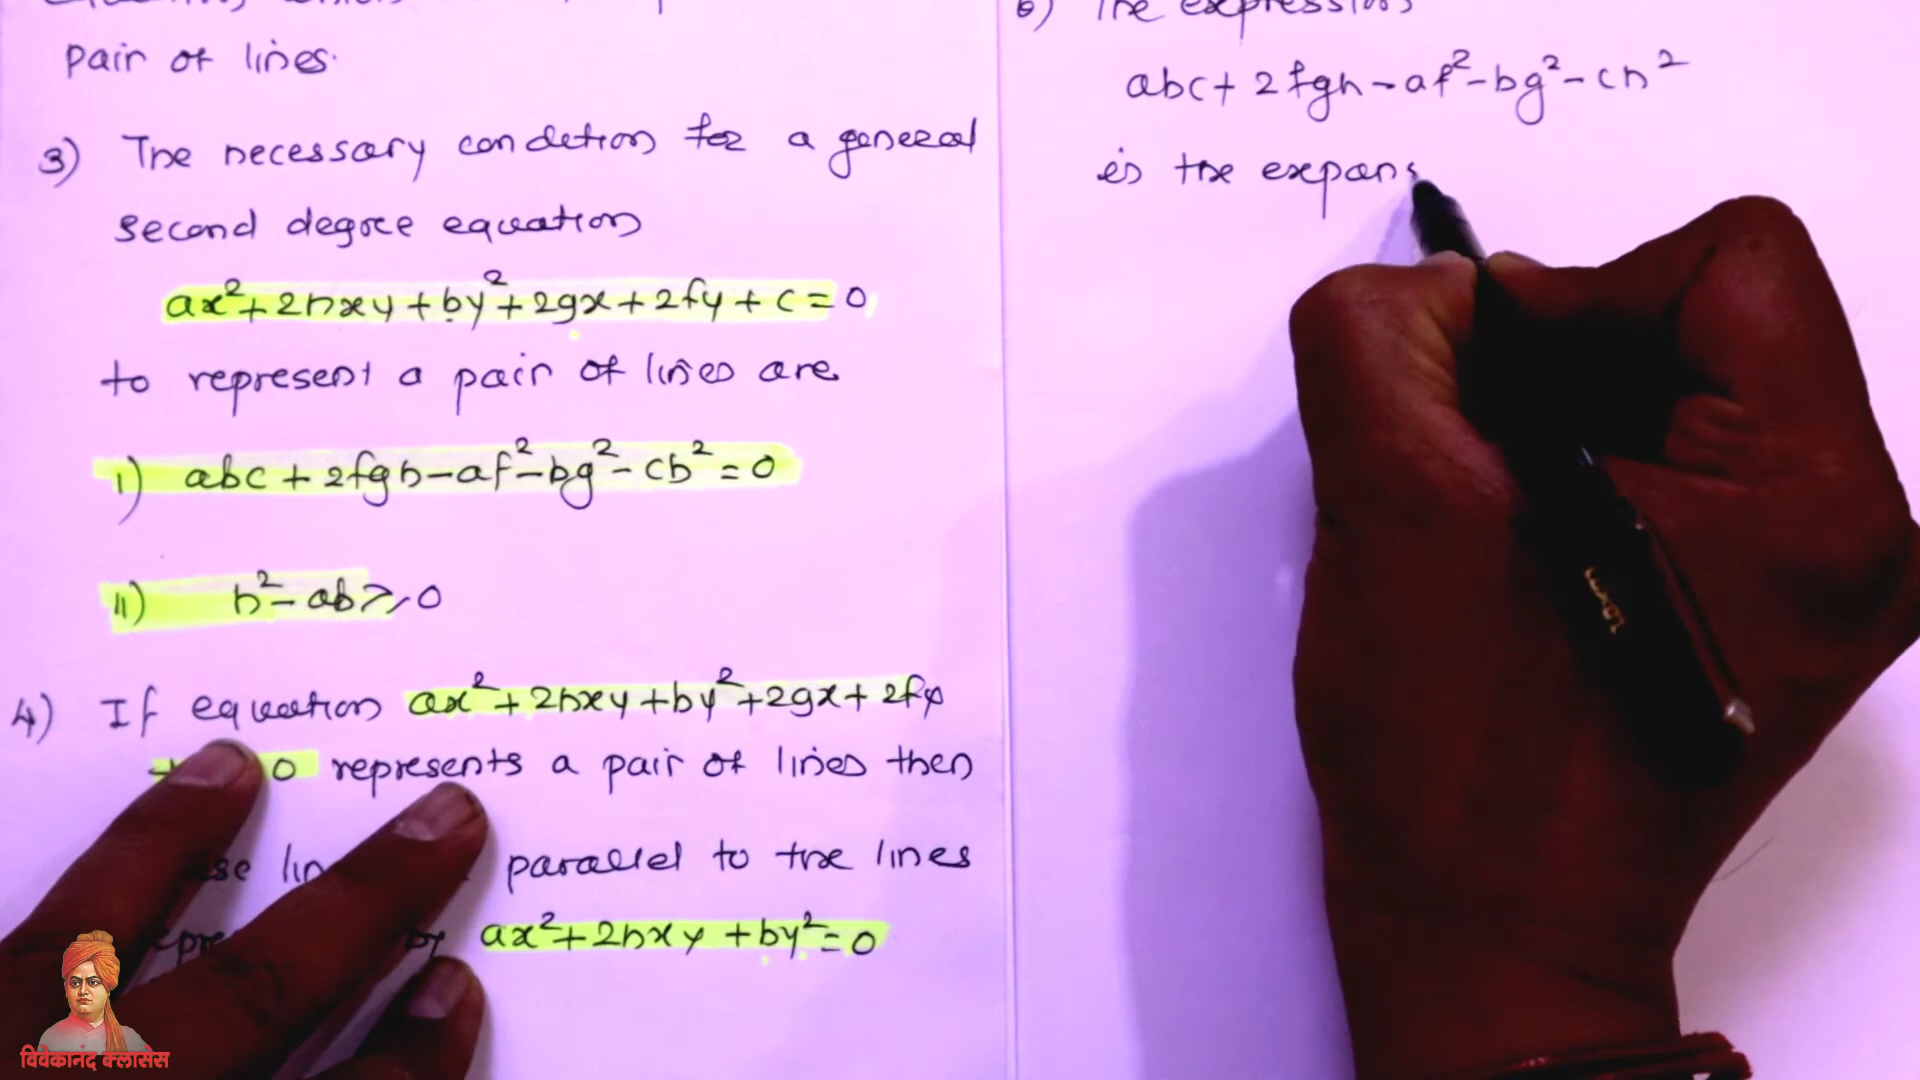 pair of lines.
3) The necessary condition for a general
second degree equation
ax²+2hxy+by²+2gx+2fy+c=0
to represent a pair of lines are
i) abc+2fgh-af²-bg²-ch²=0
ii) h²-ab≥0
4) If equation ax²+2hxy+by²+2gx+2fy
0 represents a pair of lines then
parallel to the lines
by ax²+2hxy+by²=0
The expression
abc+2fgh-af²-bg²-ch²
is the expans
विवेकानंद क्लासेस